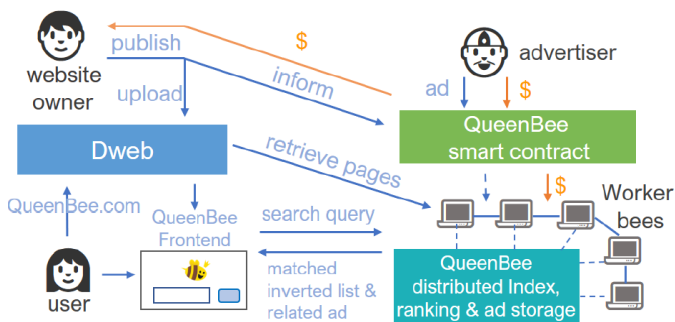 publish
$
advertiser
website
owner
upload
inform
ad
$
Dweb
QueenBee
smart contract
retrieve pages
$
QueenBee.com
QueenBee
Frontend
search query
Worker
bees
user
matched
inverted list &
related ad
QueenBee
distributed Index,
ranking & ad storage